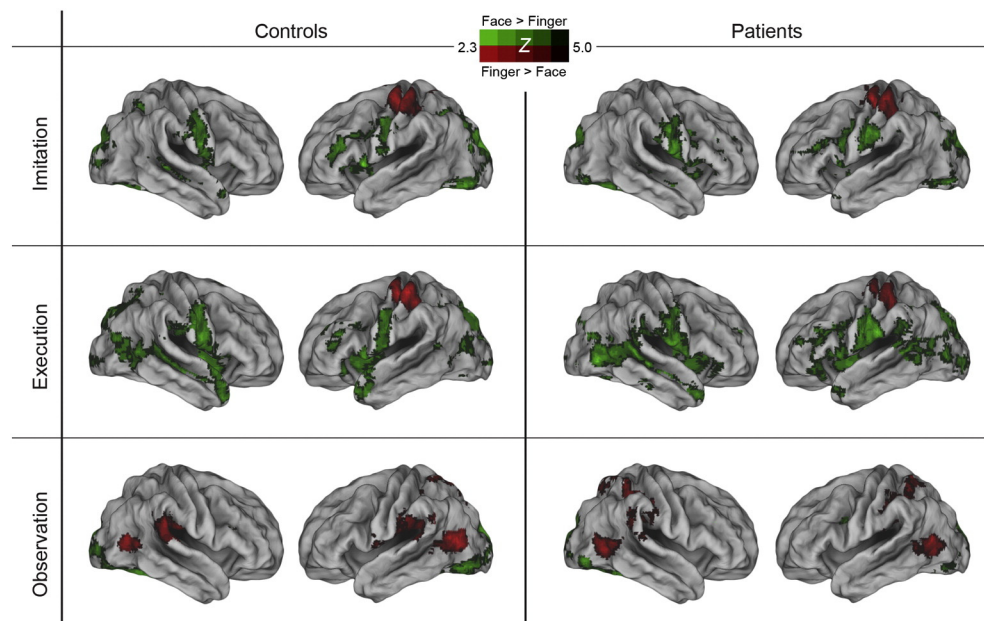 Controls
Face > Finger
2.3 Z 5.0
Finger > Face
Patients
Imitation
Execution
Observation